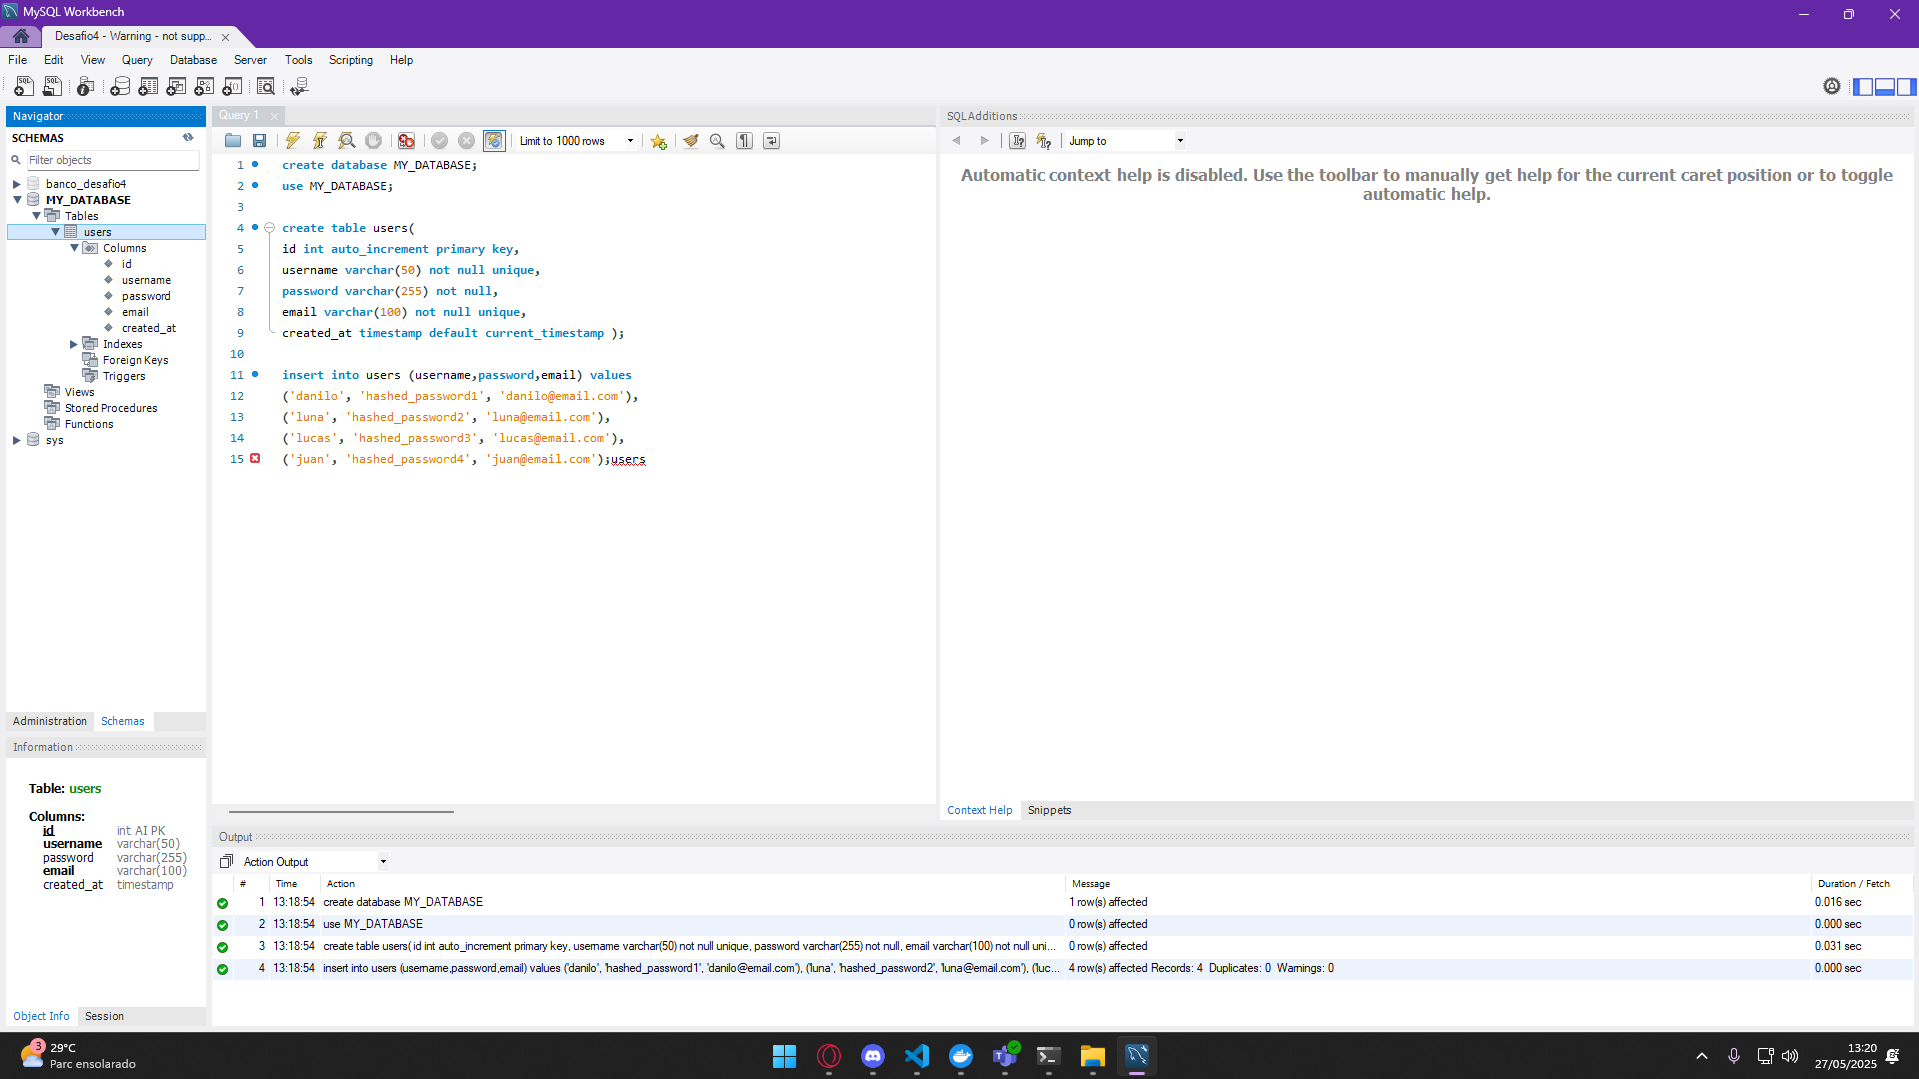 MySQL Workbench
Desafio4 - Warning - not supp...
File Edit View Query Database Server Tools Scripting Help
Navigator
SCHEMAS
Filter objects
banco_desafio4
MY_DATABASE
Tables
users
Columns
id
username
password
email
created_at
Indexes
Foreign Keys
Triggers
Views
Stored Procedures
Functions
sys
Administration Schemas
Information
Table: users
Columns:
id int AI PK
username varchar(50)
password varchar(255)
email varchar(100)
created_at timestamp
Object Info Session
Query 1
Limit to 1000 rows
1 create database MY_DATABASE;
2 use MY_DATABASE;
3
4 create table users(
5 id int auto_increment primary key,
6 username varchar(50) not null unique,
7 password varchar(255) not null,
8 email varchar(100) not null unique,
9 created_at timestamp default current_timestamp );
10
11 insert into users (username,password,email) values
12 ('danilo', 'hashed_password1', 'danilo@email.com'),
13 ('luna', 'hashed_password2', 'luna@email.com'),
14 ('lucas', 'hashed_password3', 'lucas@email.com'),
15 ('juan', 'hashed_password4', 'juan@email.com');users
SQLAdditions
Jump to
Automatic context help is disabled. Use the toolbar to manually get help for the current caret position or to toggle
automatic help.
Context Help Snippets
Output
Action Output
# Time Action Message Duration / Fetch
1 13:18:54 create database MY_DATABASE 1 row(s) affected 0.016 sec
2 13:18:54 use MY_DATABASE 0 row(s) affected 0.000 sec
3 13:18:54 create table users( id int auto_increment primary key, username varchar(50) not null unique, password varchar(255) not null, email varchar(100) not null uni... 0 row(s) affected 0.031 sec
4 13:18:54 insert into users (username,password,email) values ('danilo', 'hashed_password1', 'danilo@email.com'), ('luna', 'hashed_password2', 'luna@email.com'), ('luc... 4 row(s) affected Records: 4 Duplicates: 0 Warnings: 0 0.000 sec
3
29°C
Parc ensolarado
13:20
27/05/2025